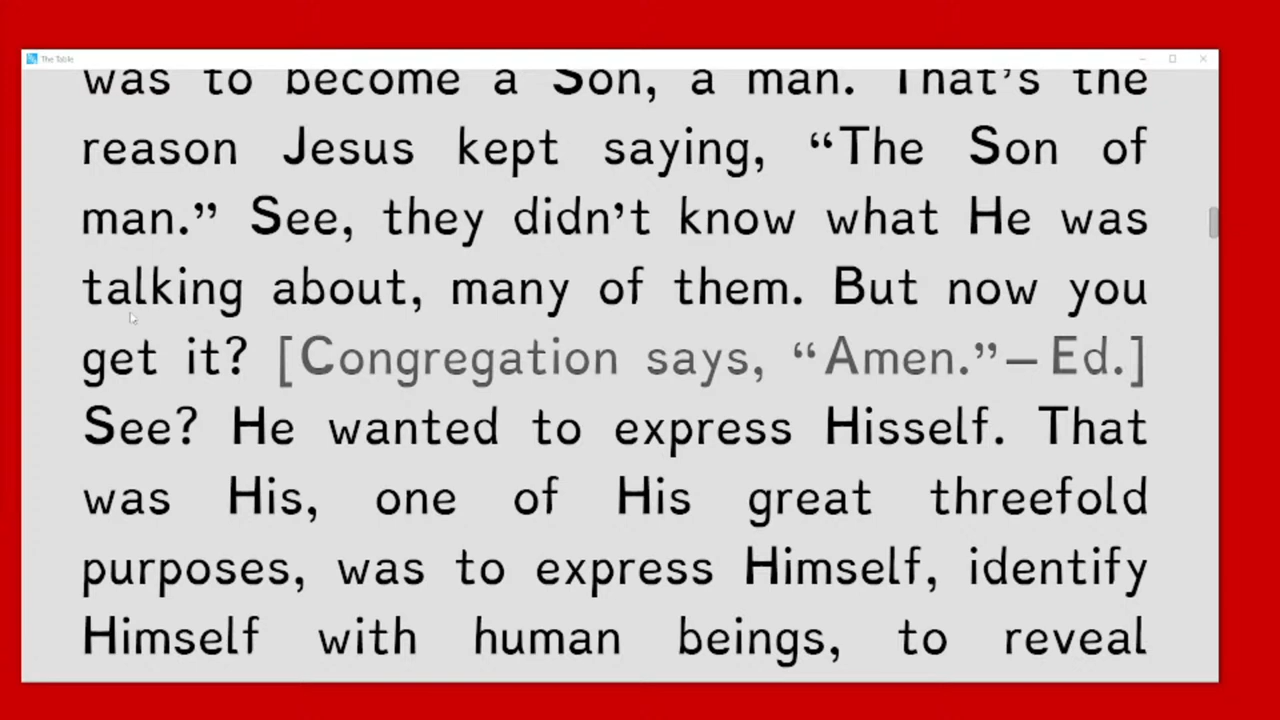 The Table
was to become a Son, a man. That’s the
reason Jesus kept saying, “The Son of
man.” See, they didn’t know what He was
talking about, many of them. But now you
get it? [Congregation says, “Amen.”—Ed.]
See? He wanted to express Hisself. That
was His, one of His great threefold
purposes, was to express Himself, identify
Himself with human beings, to reveal